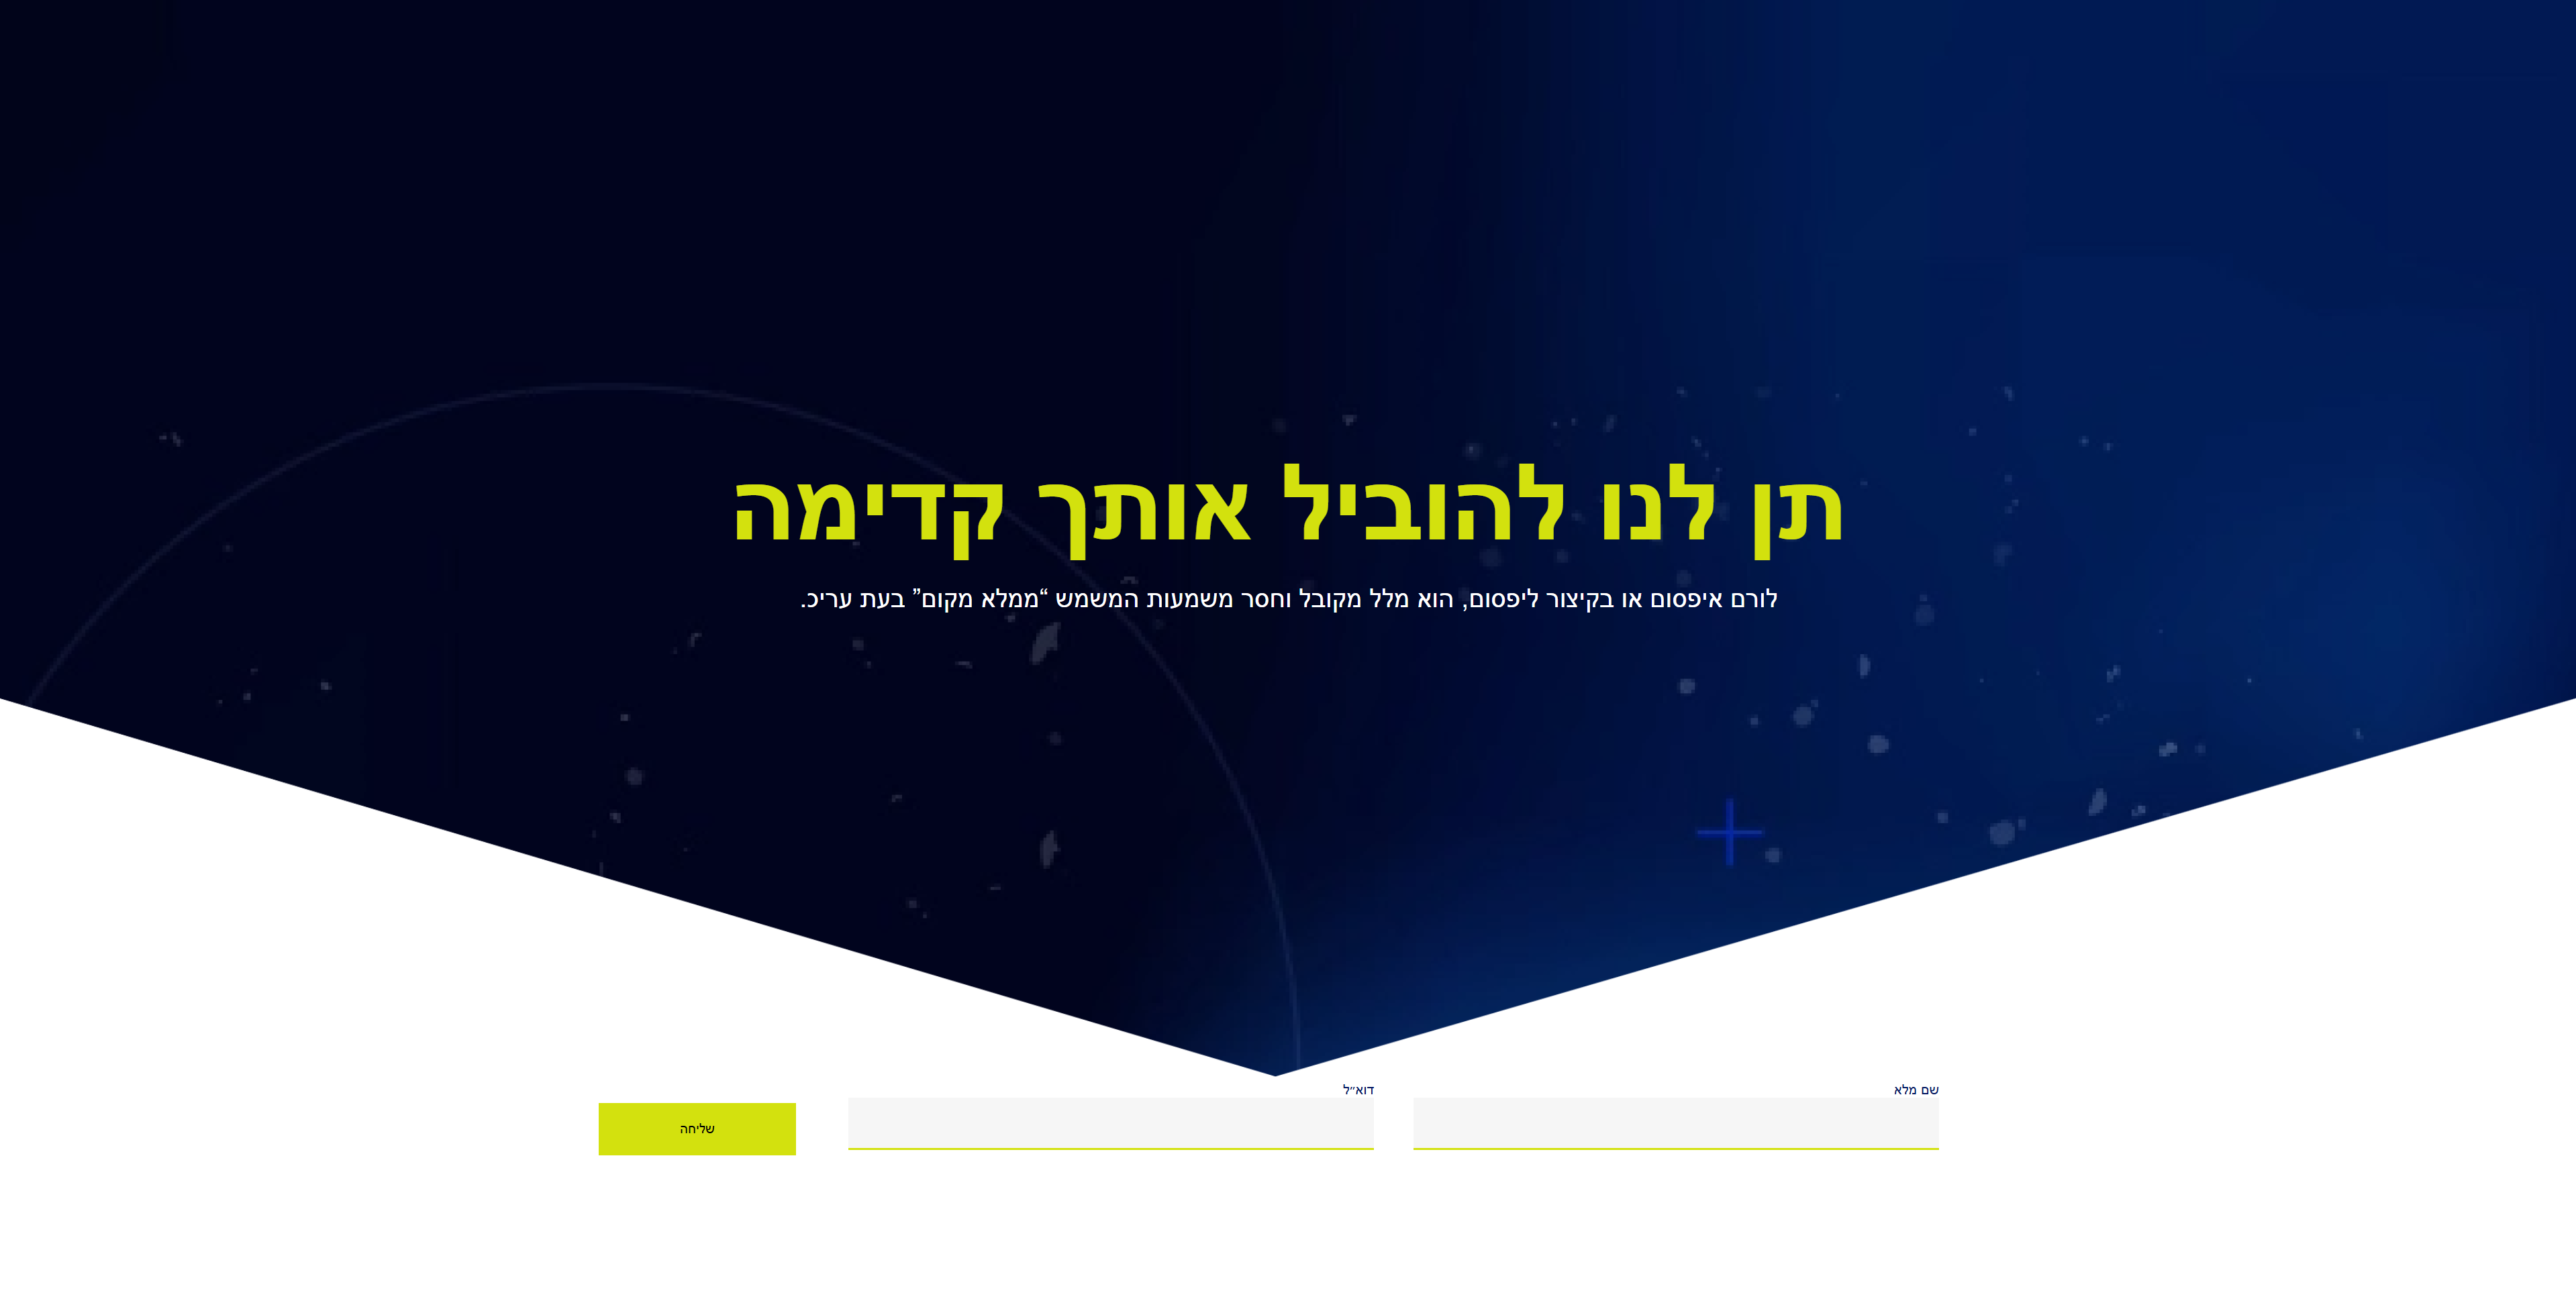 תן לנו להוביל אותך קדימה
לורם איפסום או בקיצור ליפסום, הוא מלל מקובל וחסר משמעות המשמש “ממלא מקום” בעת עריכ.
שם מלא
דוא״ל
שליחה